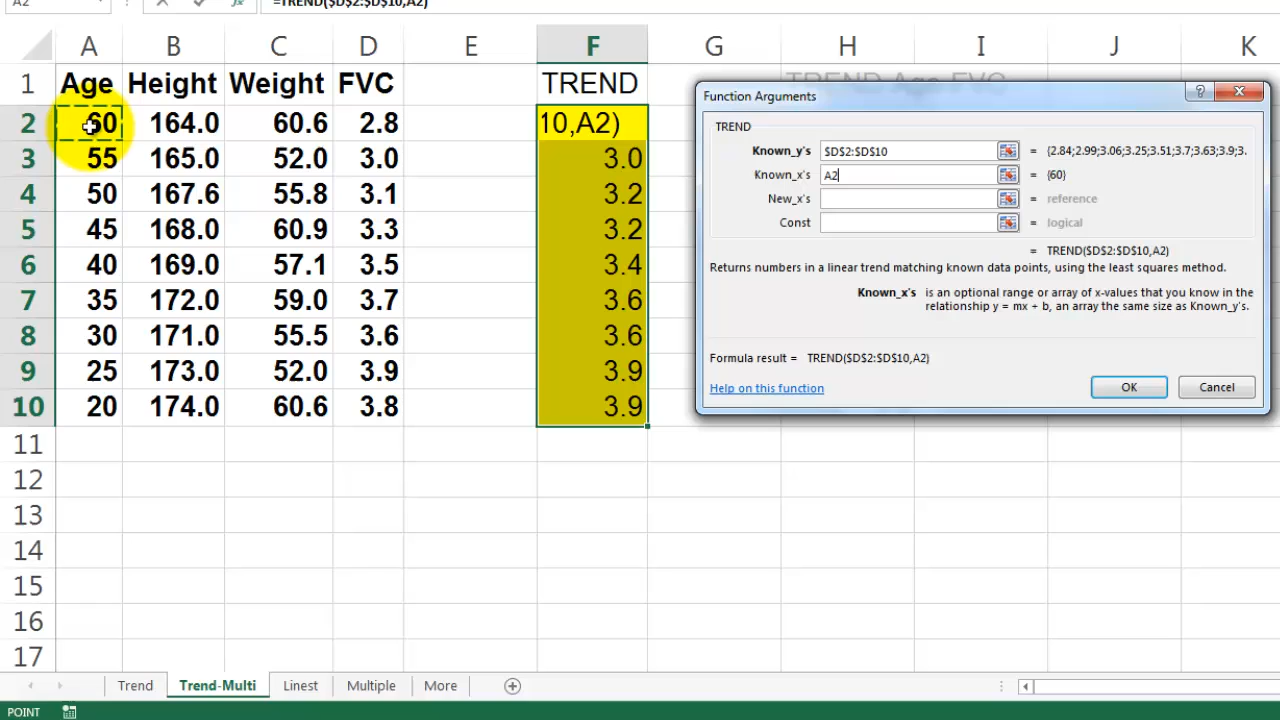 A2
=TREND($D$2:$D$10,A2)
A B C D E F G H I J K
1 Age Height Weight FVC TREND TREND Age FVC
2 60 164.0 60.6 2.8 10,A2)
3 55 165.0 52.0 3.0 3.0
4 50 167.6 55.8 3.1 3.2
5 45 168.0 60.9 3.3 3.2
6 40 169.0 57.1 3.5 3.4
7 35 172.0 59.0 3.7 3.6
8 30 171.0 55.5 3.6 3.6
9 25 173.0 52.0 3.9 3.9
10 20 174.0 60.6 3.8 3.9
11
12
13
14
15
16
17
Function Arguments
TREND
Known_y's $D$2:$D$10 = {2.84;2.99;3.06;3.25;3.51;3.7;3.63;3.9;3.
Known_x's A2 = {60}
New_x's = reference
Const = logical
= TREND($D$2:$D$10,A2)
Returns numbers in a linear trend matching known data points, using the least squares method.
Known_x's is an optional range or array of x-values that you know in the
relationship y = mx + b, an array the same size as Known_y's.
Formula result = TREND($D$2:$D$10,A2)
Help on this function OK Cancel
Trend Trend-Multi Linest Multiple More
POINT